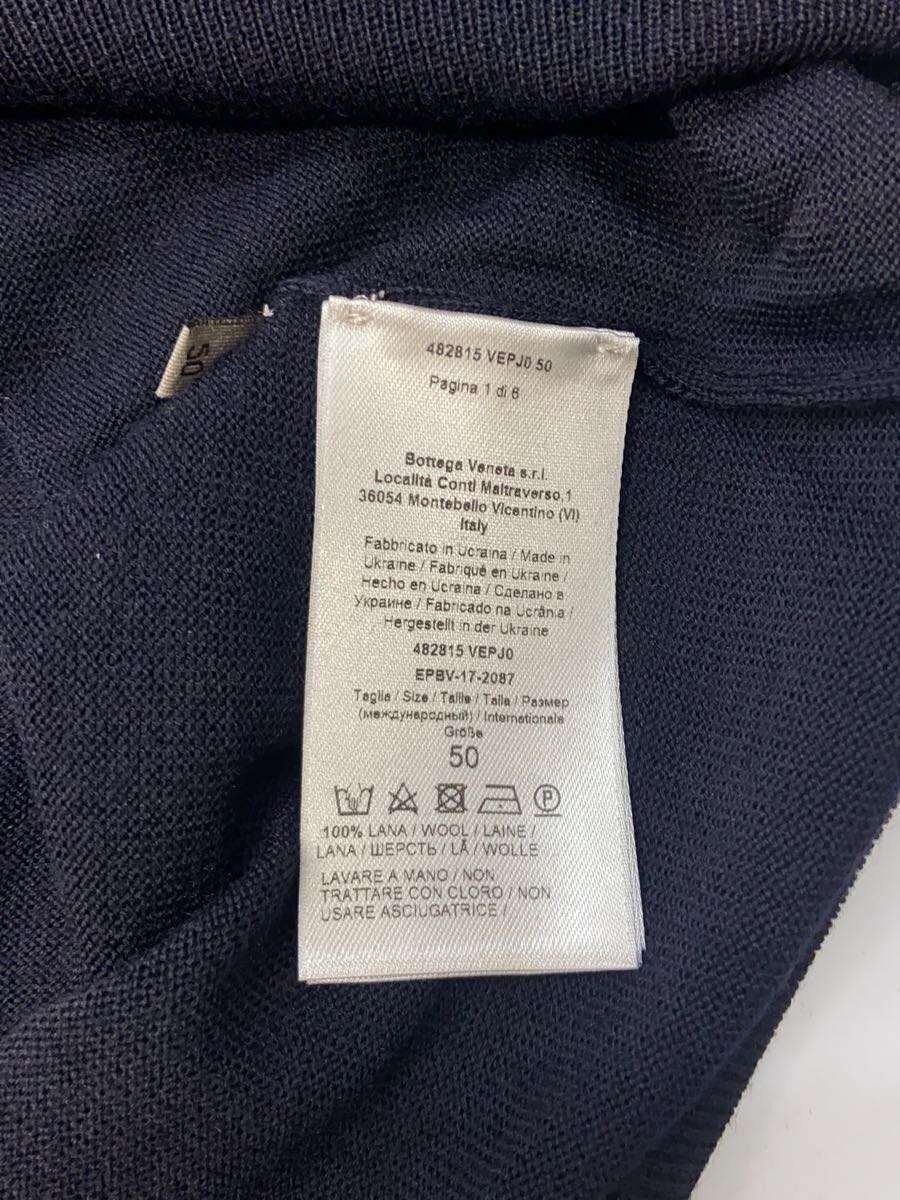 50
482815 VEPJ0 50
Pagina 1 di 6
Bottega Veneta s.r.l.
Località Conti Maltraverso,1
36054 Montebello Vicentino (VI)
Italy
Fabbricato in Ucraina / Made in
Ukraine / Fabriqué en Ukraine /
Hecho en Ucraina / Сделано в
Украине / Fabricado na Ucrânia /
Hergestellt in der Ukraine
482815 VEPJ0
EPBV-17-2087
Taglia / Size / Taille / Talla / Размер
(международный) / Internationale
Größe
50
P
100% LANA / WOOL / LAINE /
LANA / ШЕРСТЬ / LÃ / WOLLE
LAVARE A MANO / NON
TRATTARE CON CLORO / NON
USARE ASCIUGATRICE /